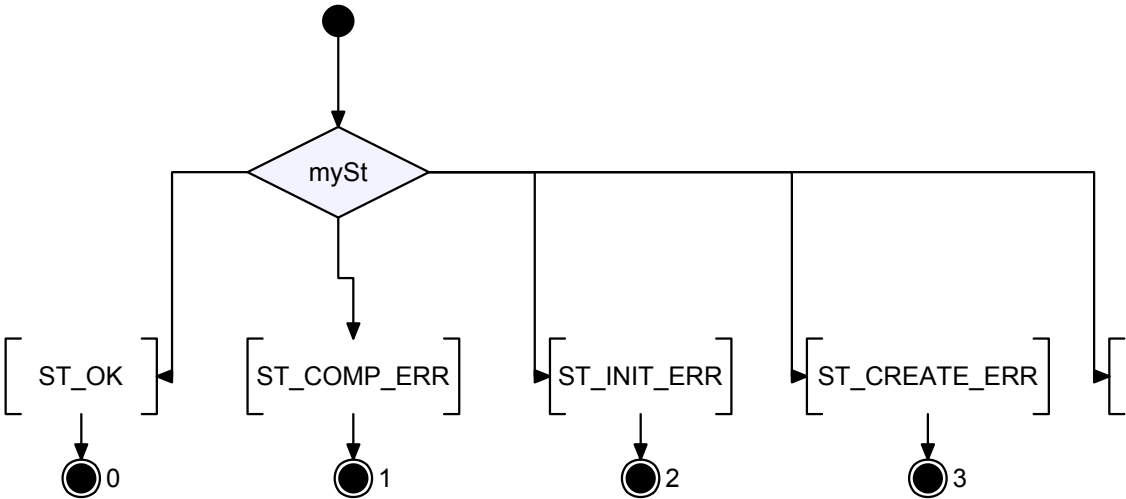 mySt
ST_OK
ST_COMP_ERR
ST_INIT_ERR
ST_CREATE_ERR
0
1
2
3